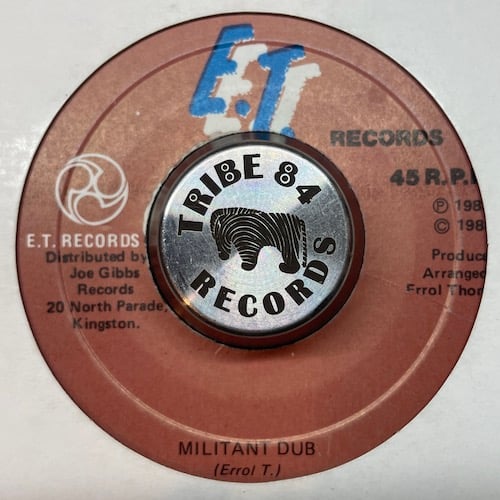 E.T.
RECORDS
45 R.P.
E.T. RECORDS
Distributed by
Joe Gibbs
Records
20 North Parade,
Kingston.
℗ 198
© 198
Produce
Arranged
Errol Thom
TRIBE 84
RECORDS
MILITANT DUB
(Errol T.)